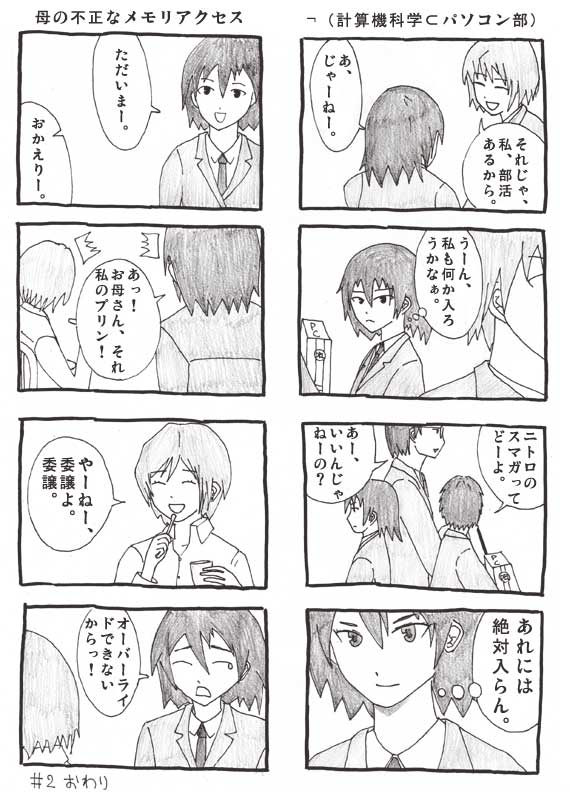 ¬（計算機科学⊂パソコン部）
あ、
じゃーねー。
それじゃ、
私、部活
あるから。
うーん、
私も何か入ろ
うかなぁ。
PC
ニトロの
スマガって
どーよ。
あー、
いいんじゃ
ねーの？
PC
あれには
絶対入らん。
母の不正なメモリアクセス
ただいまー。
おかえりー。
あっ！
お母さん、それ
私のプリン！
やーねー、
委譲よ。
委譲。
オーバーライ
ドできない
からっ！
#2 おわり